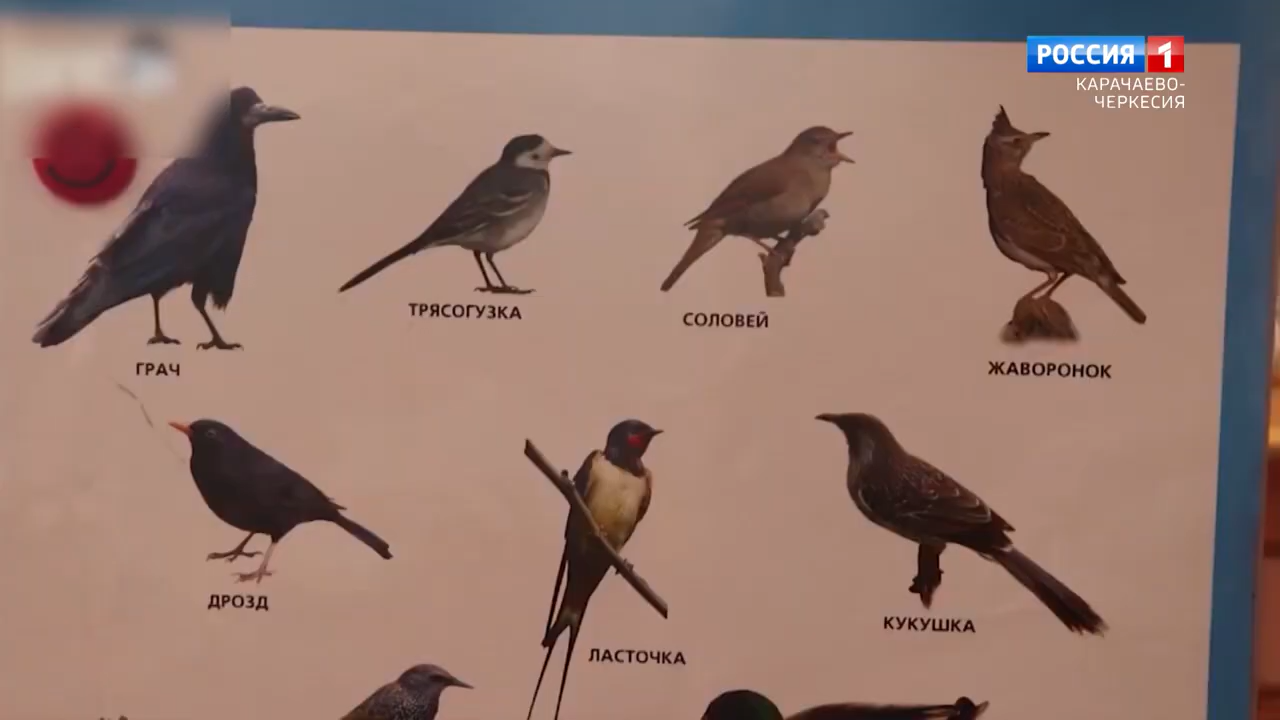 РОССИЯ 1
КАРАЧАЕВО-
ЧЕРКЕСИЯ
ТРЯСОГУЗКА
СОЛОВЕЙ
ГРАЧ
ЖАВОРОНОК
ДРОЗД
ЛАСТОЧКА
КУКУШКА